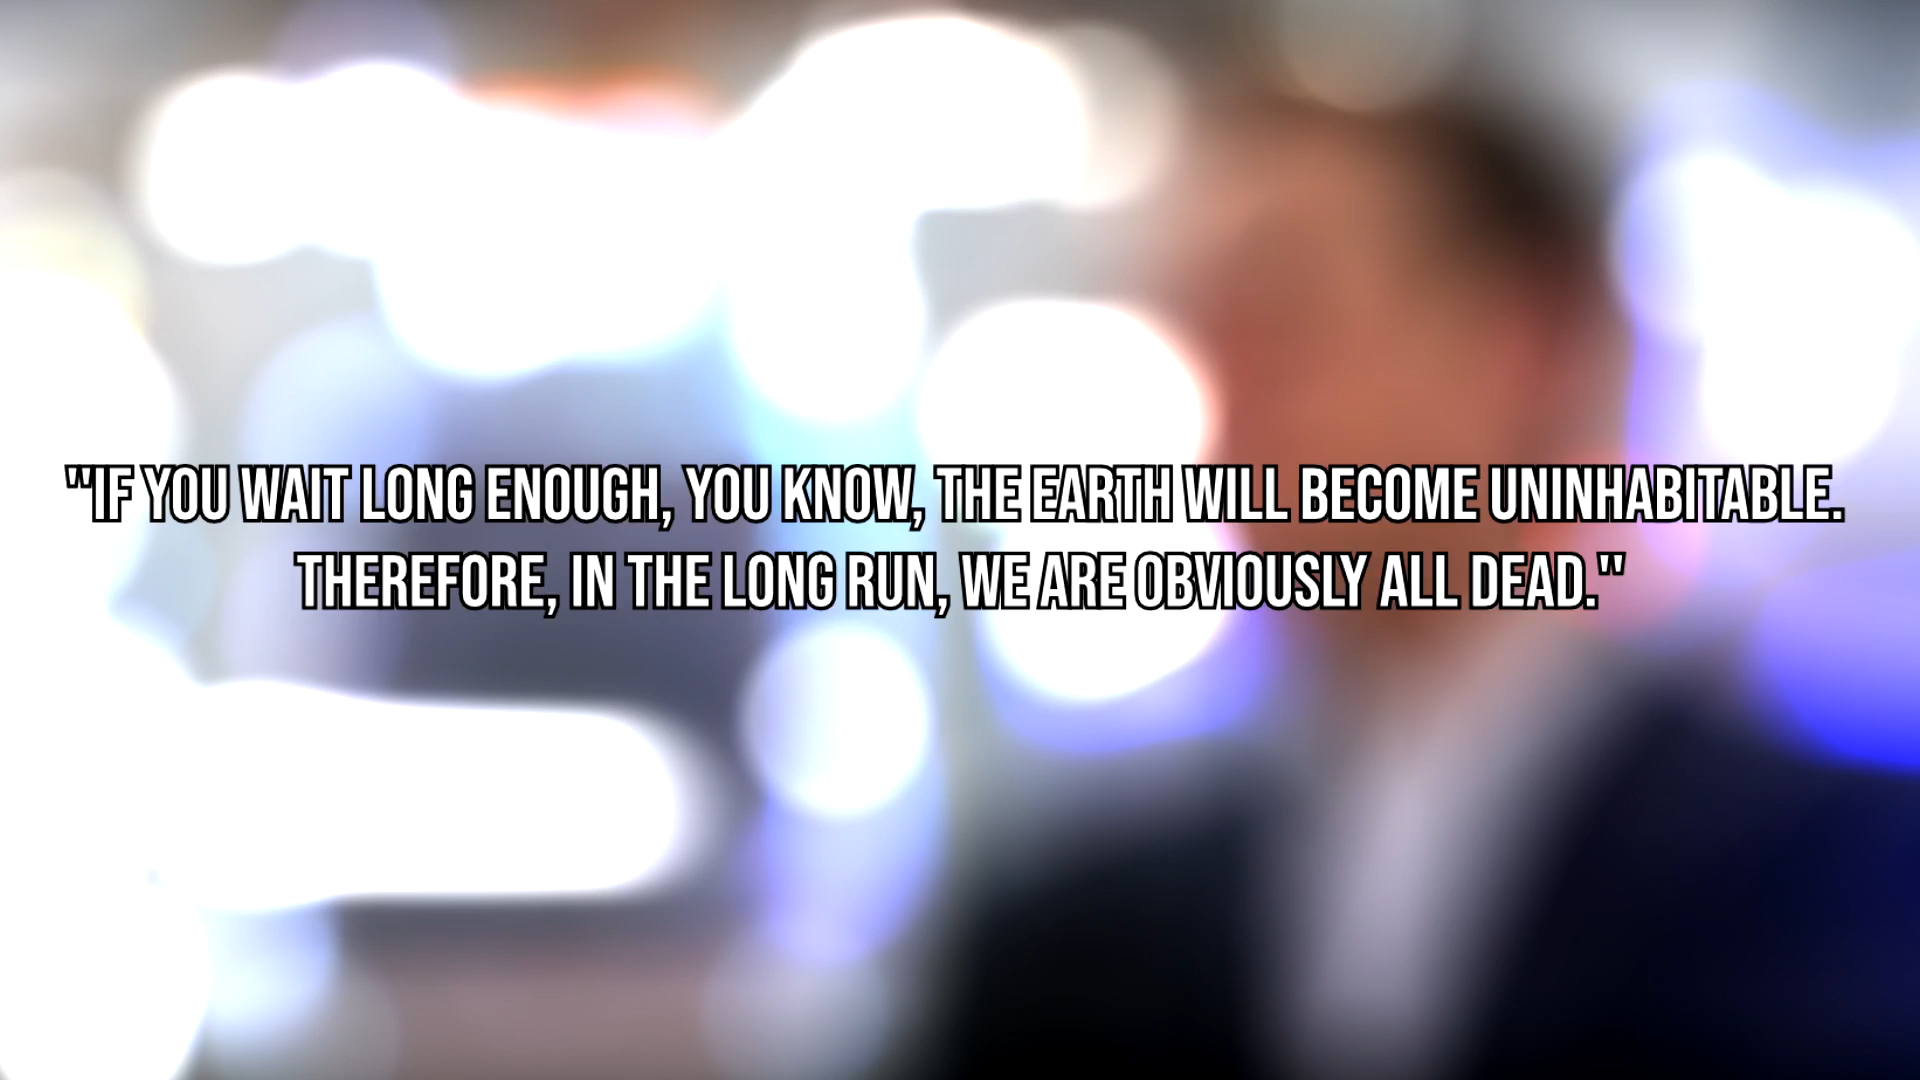 "IF YOU WAIT LONG ENOUGH, YOU KNOW, THE EARTH WILL BECOME UNINHABITABLE.
THEREFORE, IN THE LONG RUN, WE ARE OBVIOUSLY ALL DEAD."